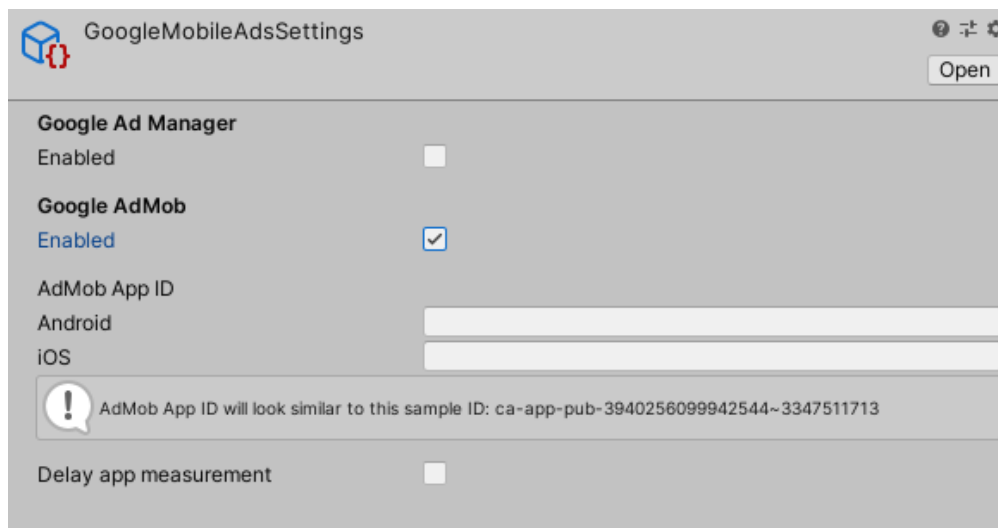 GoogleMobileAdsSettings
Open
Google Ad Manager
Enabled
Google AdMob
Enabled
AdMob App ID
Android
iOS
AdMob App ID will look similar to this sample ID: ca-app-pub-3940256099942544~3347511713
Delay app measurement